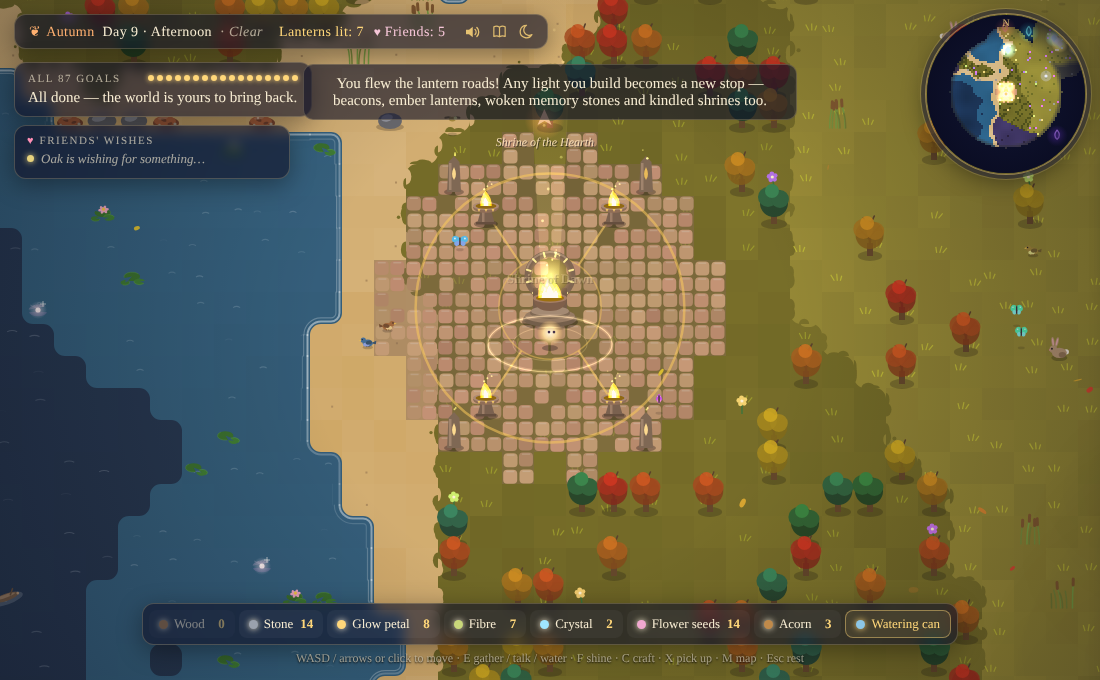 Autumn Day 9 · Afternoon · Clear Lanterns lit: 7 ♥ Friends: 5
N
ALL 87 GOALS
All done — the world is yours to bring back.
You flew the lantern roads! Any light you build becomes a new stop —
beacons, ember lanterns, woken memory stones and kindled shrines too.
♥ FRIENDS' WISHES
Oak is wishing for something…
Shrine of the Hearth
Shrine of Dawn
Wood 0 Stone 14 Glow petal 8 Fibre 7 Crystal 2 Flower seeds 14 Acorn 3 Watering can
WASD / arrows or click to move · E gather / talk / water · F shine · C craft · X pick up · M map · Esc rest